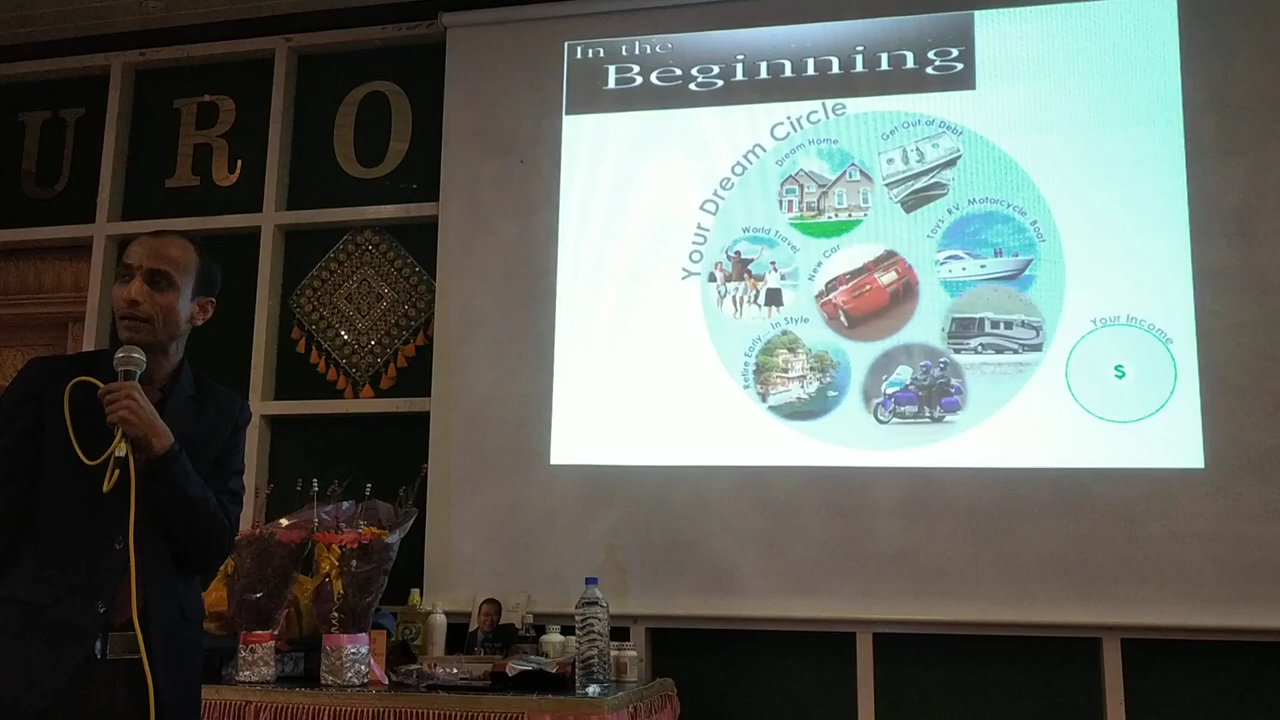 URO
In the
Beginning
Your Dream Circle
Dream Home
Get Out of Debt
World Travel
New Car
Toys: RV, Motorcycle, Boat
Retire Early... In Style
Your Income
$